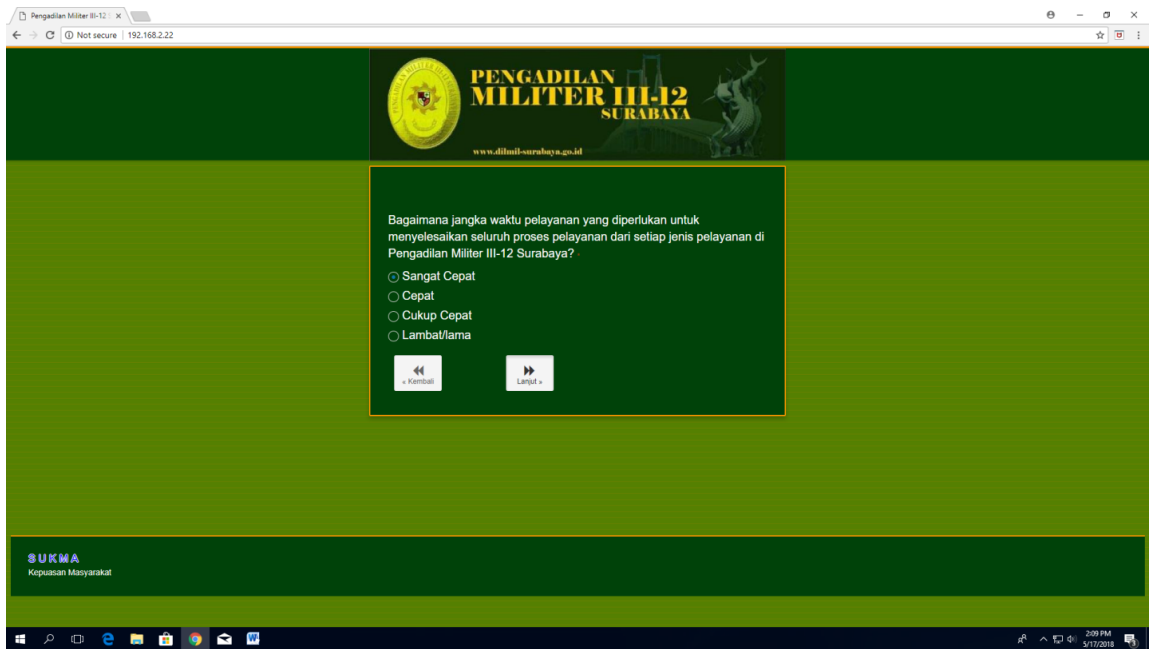 Pengadilan Militer III-12
Not secure | 192.168.2.22
PENGADILAN
MILITER III-12
SURABAYA
www.dilmil-surabaya.go.id
Bagaimana jangka waktu pelayanan yang diperlukan untuk
menyelesaikan seluruh proses pelayanan dari setiap jenis pelayanan di
Pengadilan Militer III-12 Surabaya?
Sangat Cepat
Cepat
Cukup Cepat
Lambat/lama
« Kembali
Lanjut »
SUKMA
Kepuasan Masyarakat
2:09 PM
5/17/2018